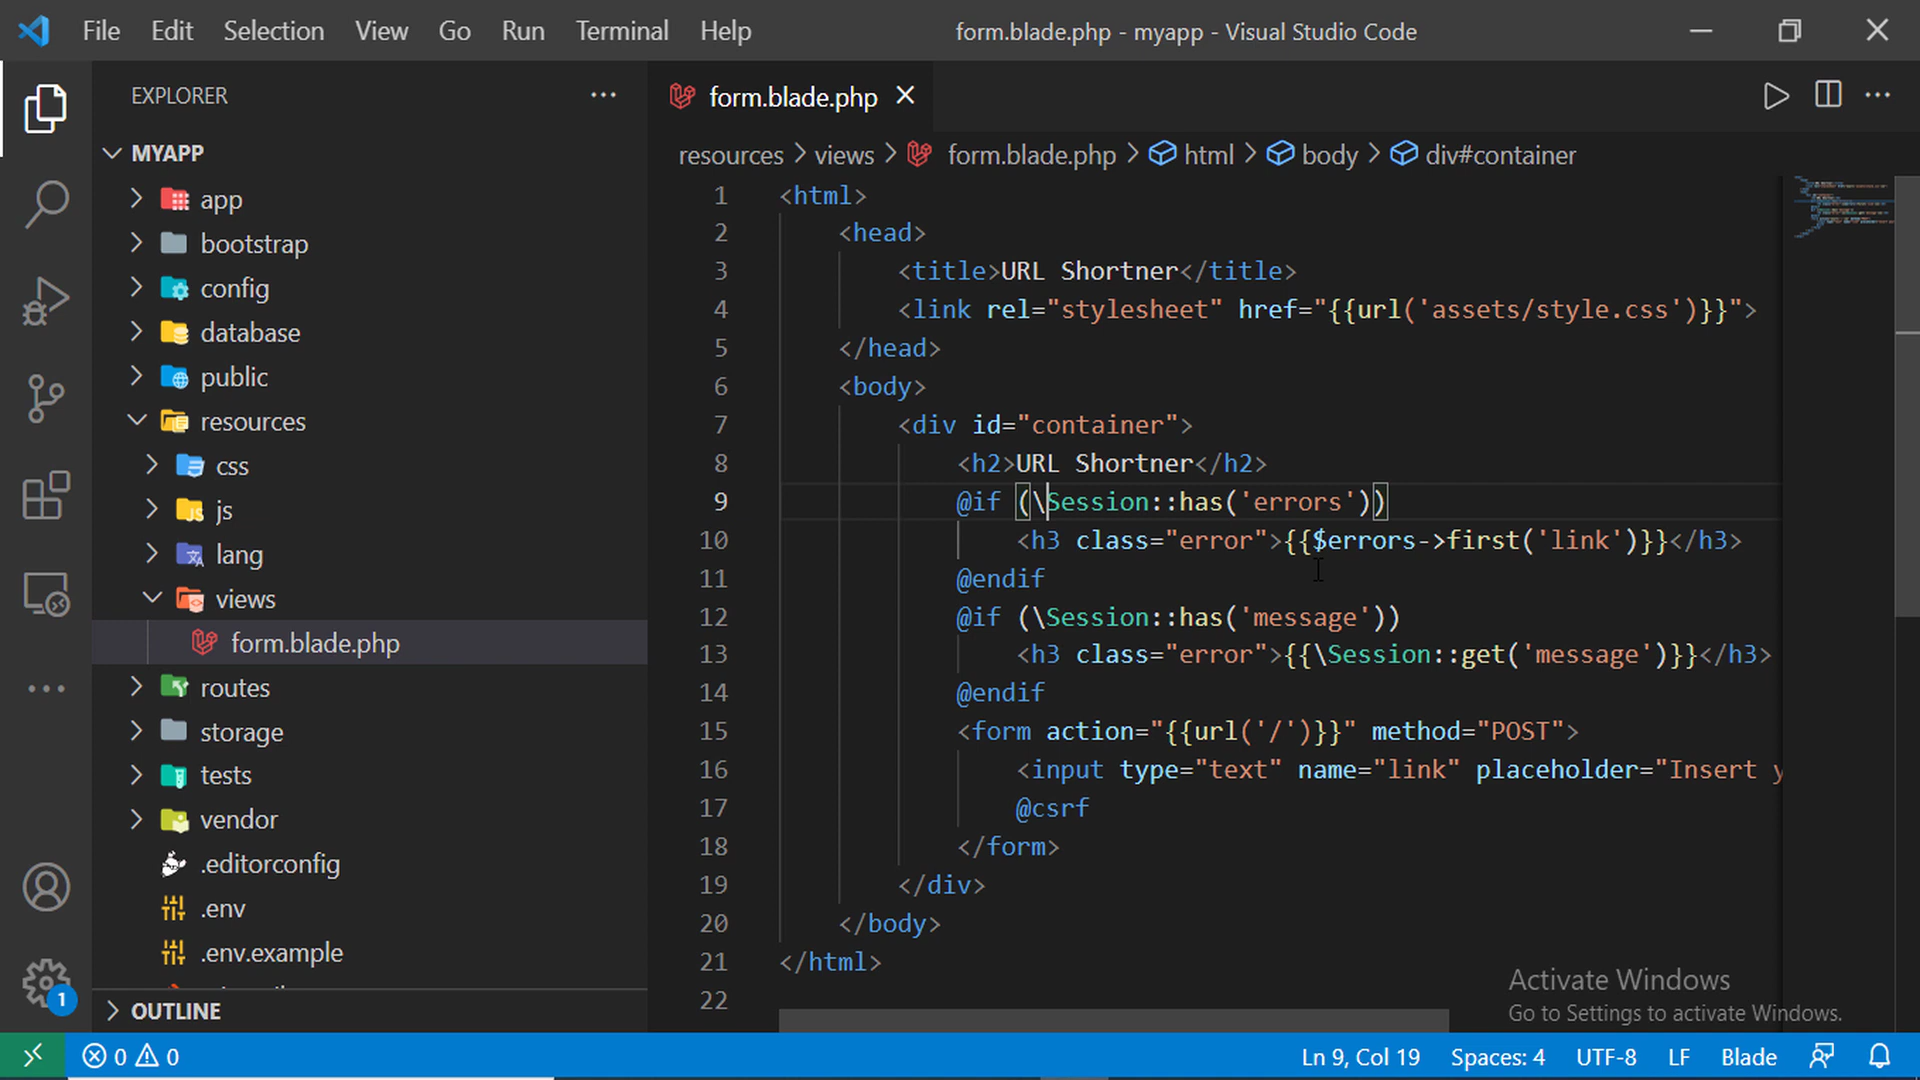 File Edit Selection View Go Run Terminal Help form.blade.php - myapp - Visual Studio Code
EXPLORER
MYAPP
app
bootstrap
config
database
public
resources
css
js
lang
views
form.blade.php
routes
storage
tests
vendor
.editorconfig
.env
.env.example
OUTLINE
form.blade.php
resources > views > form.blade.php > html > body > div#container
1 <html>
2 <head>
3 <title>URL Shortner</title>
4 <link rel="stylesheet" href="{{url('assets/style.css')}}">
5 </head>
6 <body>
7 <div id="container">
8 <h2>URL Shortner</h2>
9 @if (\Session::has('errors'))
10 <h3 class="error">{{$errors->first('link')}}</h3>
11 @endif
12 @if (\Session::has('message'))
13 <h3 class="error">{{\Session::get('message')}}</h3>
14 @endif
15 <form action="{{url('/')}}" method="POST">
16 <input type="text" name="link" placeholder="Insert y
17 @csrf
18 </form>
19 </div>
20 </body>
21 </html>
22
Activate Windows
Go to Settings to activate Windows.
1
0 0 Ln 9, Col 19 Spaces: 4 UTF-8 LF Blade